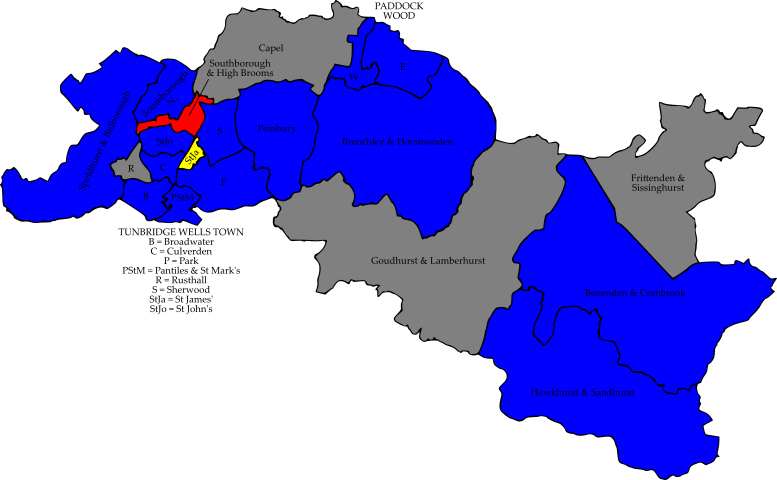 PADDOCK
WOOD
Capel
Southborough
& High Brooms
W
E
Southborough
N
Speldhurst & Bidborough
StJo
S
Pembury
Brenchley & Horsmonden
StJa
R
C
P
B
PStM
Frittenden &
Sissinghurst
TUNBRIDGE WELLS TOWN
B = Broadwater
C = Culverden
P = Park
PStM = Pantiles & St Mark's
R = Rusthall
S = Sherwood
StJa = St James'
StJo = St John's
Goudhurst & Lamberhurst
Benenden & Cranbrook
Hawkhurst & Sandhurst